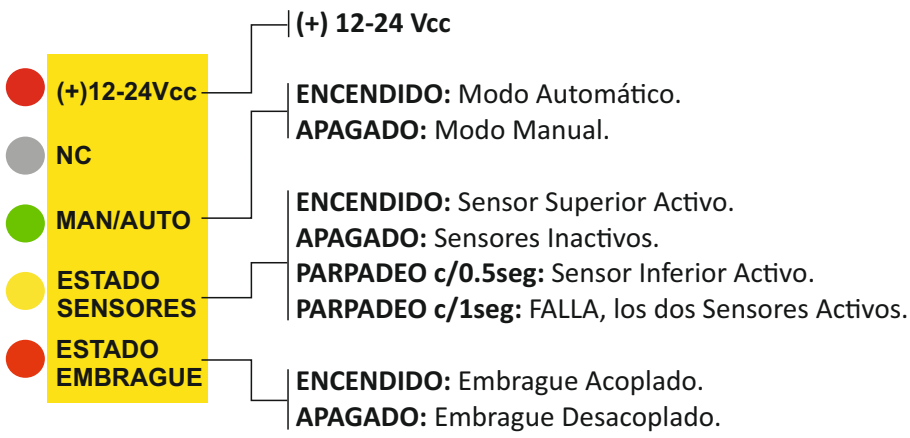 (+) 12-24 Vcc
(+)12-24Vcc
ENCENDIDO: Modo Automático.
APAGADO: Modo Manual.
NC
MAN/AUTO
ENCENDIDO: Sensor Superior Activo.
APAGADO: Sensores Inactivos.
PARPADEO c/0.5seg: Sensor Inferior Activo.
PARPADEO c/1seg: FALLA, los dos Sensores Activos.
ESTADO
SENSORES
ESTADO
EMBRAGUE
ENCENDIDO: Embrague Acoplado.
APAGADO: Embrague Desacoplado.